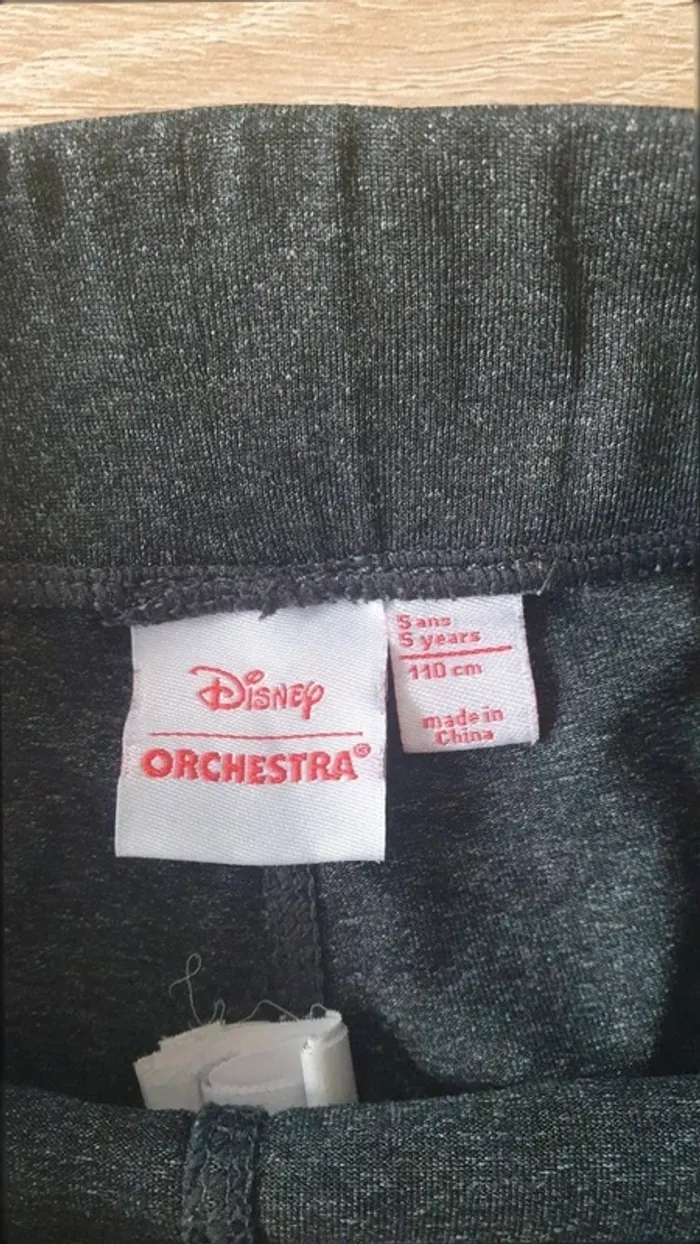 Disney
ORCHESTRA®
5 ans
5 years
110 cm
made in
China